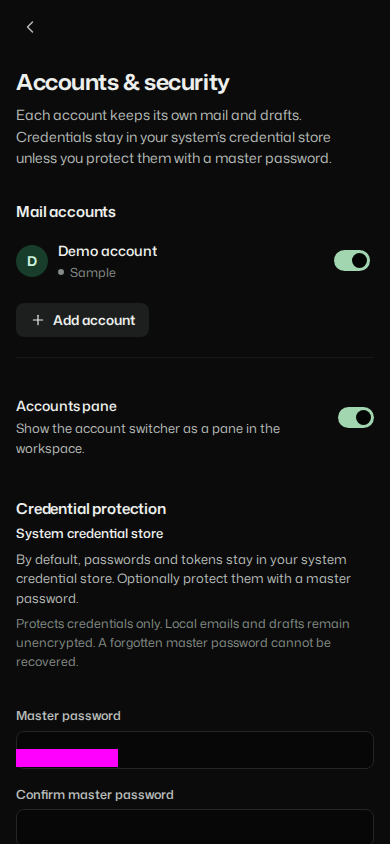 Accounts & security
Each account keeps its own mail and drafts.
Credentials stay in your system's credential store
unless you protect them with a master password.
Mail accounts
D
Demo account
Sample
Add account
Accounts pane
Show the account switcher as a pane in the
workspace.
Credential protection
System credential store
By default, passwords and tokens stay in your system
credential store. Optionally protect them with a master
password.
Protects credentials only. Local emails and drafts remain
unencrypted. A forgotten master password cannot be
recovered.
Master password
Confirm master password